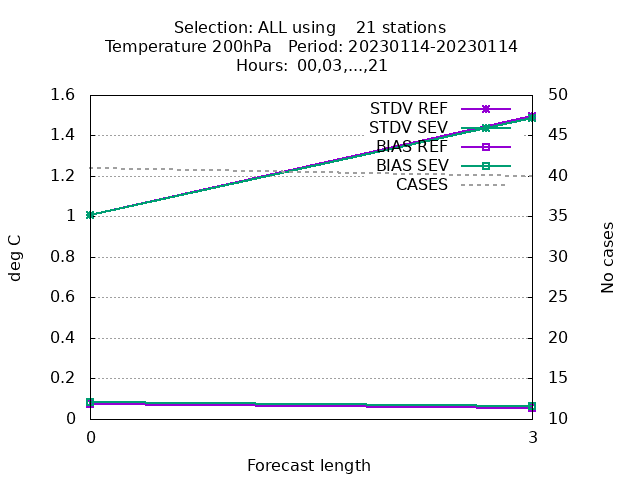 Selection: ALL using    21 stations
Temperature 200hPa   Period: 20230114-20230114
Hours:  00,03,...,21
1.6
1.4
1.2
1
0.8
0.6
0.4
0.2
0
deg C
STDV REF
STDV SEV
BIAS REF
BIAS SEV
CASES
50
45
40
35
30
25
20
15
10
No cases
0
3
Forecast length